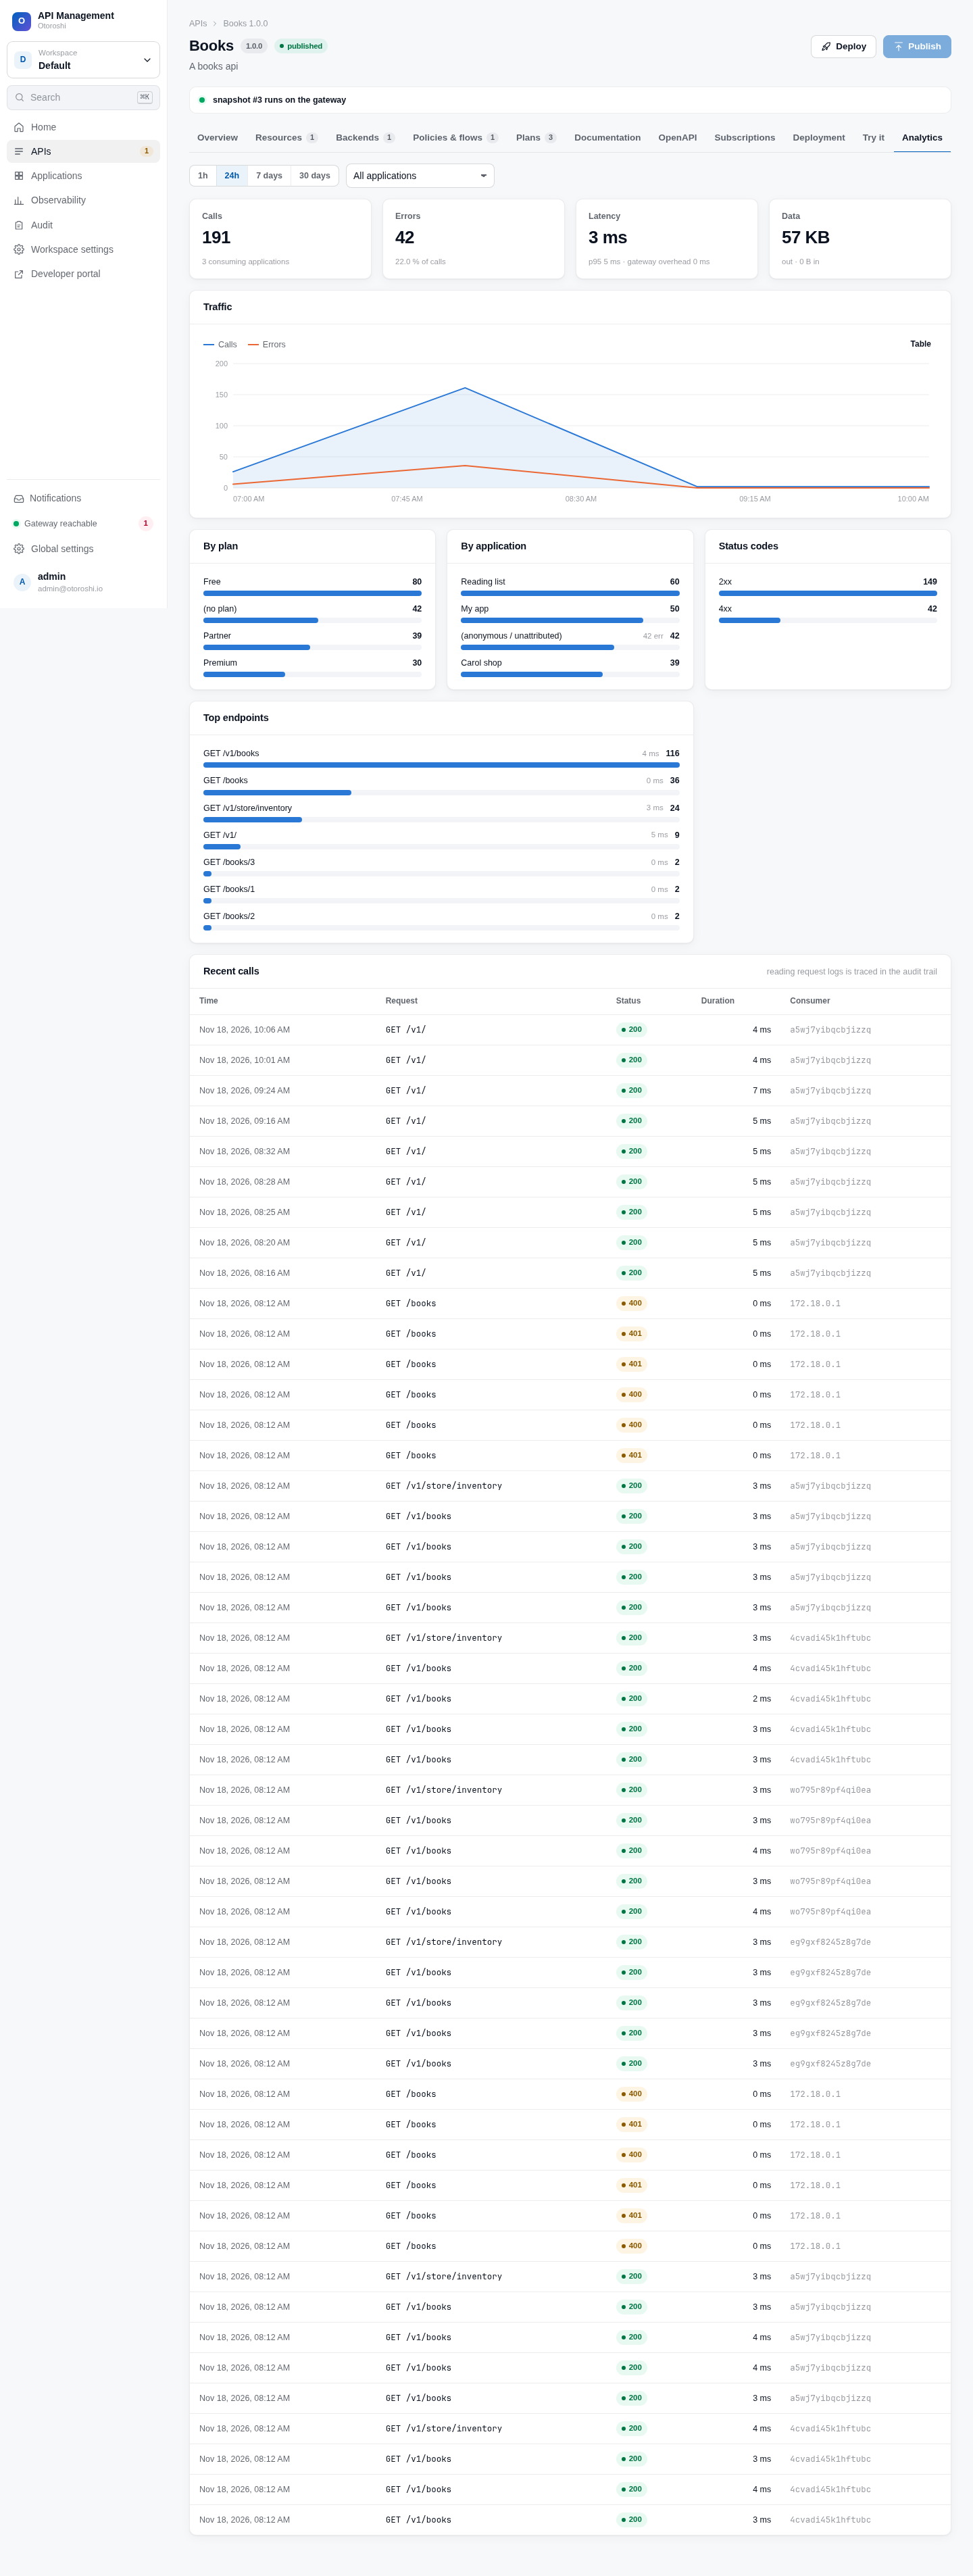 O
API Management
Otoroshi
D
Workspace
Default
Search
⌘K
Home
APIs 1
Applications
Observability
Audit
Workspace settings
Developer portal
Notifications
Gateway reachable 1
Global settings
A
admin
admin@otoroshi.io
APIs › Books 1.0.0
Books 1.0.0 published
A books api
Deploy
Publish
snapshot #3 runs on the gateway
Overview Resources 1 Backends 1 Policies & flows 1 Plans 3 Documentation OpenAPI Subscriptions Deployment Try it Analytics
1h 24h 7 days 30 days All applications
Calls
191
3 consuming applications
Errors
42
22.0 % of calls
Latency
3 ms
p95 5 ms · gateway overhead 0 ms
Data
57 KB
out · 0 B in
Traffic
Calls Errors Table
200
150
100
50
0
07:00 AM 07:45 AM 08:30 AM 09:15 AM 10:00 AM
By plan
Free 80
(no plan) 42
Partner 39
Premium 30
By application
Reading list 60
My app 50
(anonymous / unattributed) 42 err 42
Carol shop 39
Status codes
2xx 149
4xx 42
Top endpoints
GET /v1/books 4 ms 116
GET /books 0 ms 36
GET /v1/store/inventory 3 ms 24
GET /v1/ 5 ms 9
GET /books/3 0 ms 2
GET /books/1 0 ms 2
GET /books/2 0 ms 2
Recent calls reading request logs is traced in the audit trail
Time Request Status Duration Consumer
Nov 18, 2026, 10:06 AM GET /v1/ 200 4 ms a5wj7yibqcbjizzq
Nov 18, 2026, 10:01 AM GET /v1/ 200 4 ms a5wj7yibqcbjizzq
Nov 18, 2026, 09:24 AM GET /v1/ 200 7 ms a5wj7yibqcbjizzq
Nov 18, 2026, 09:16 AM GET /v1/ 200 5 ms a5wj7yibqcbjizzq
Nov 18, 2026, 08:32 AM GET /v1/ 200 5 ms a5wj7yibqcbjizzq
Nov 18, 2026, 08:28 AM GET /v1/ 200 5 ms a5wj7yibqcbjizzq
Nov 18, 2026, 08:25 AM GET /v1/ 200 5 ms a5wj7yibqcbjizzq
Nov 18, 2026, 08:20 AM GET /v1/ 200 5 ms a5wj7yibqcbjizzq
Nov 18, 2026, 08:16 AM GET /v1/ 200 5 ms a5wj7yibqcbjizzq
Nov 18, 2026, 08:12 AM GET /books 400 0 ms 172.18.0.1
Nov 18, 2026, 08:12 AM GET /books 401 0 ms 172.18.0.1
Nov 18, 2026, 08:12 AM GET /books 401 0 ms 172.18.0.1
Nov 18, 2026, 08:12 AM GET /books 400 0 ms 172.18.0.1
Nov 18, 2026, 08:12 AM GET /books 400 0 ms 172.18.0.1
Nov 18, 2026, 08:12 AM GET /books 401 0 ms 172.18.0.1
Nov 18, 2026, 08:12 AM GET /v1/store/inventory 200 3 ms a5wj7yibqcbjizzq
Nov 18, 2026, 08:12 AM GET /v1/books 200 3 ms a5wj7yibqcbjizzq
Nov 18, 2026, 08:12 AM GET /v1/books 200 3 ms a5wj7yibqcbjizzq
Nov 18, 2026, 08:12 AM GET /v1/books 200 3 ms a5wj7yibqcbjizzq
Nov 18, 2026, 08:12 AM GET /v1/books 200 3 ms a5wj7yibqcbjizzq
Nov 18, 2026, 08:12 AM GET /v1/store/inventory 200 3 ms 4cvadi45k1hftubc
Nov 18, 2026, 08:12 AM GET /v1/books 200 4 ms 4cvadi45k1hftubc
Nov 18, 2026, 08:12 AM GET /v1/books 200 2 ms 4cvadi45k1hftubc
Nov 18, 2026, 08:12 AM GET /v1/books 200 3 ms 4cvadi45k1hftubc
Nov 18, 2026, 08:12 AM GET /v1/books 200 3 ms 4cvadi45k1hftubc
Nov 18, 2026, 08:12 AM GET /v1/store/inventory 200 3 ms wo795r89pf4qi0ea
Nov 18, 2026, 08:12 AM GET /v1/books 200 3 ms wo795r89pf4qi0ea
Nov 18, 2026, 08:12 AM GET /v1/books 200 4 ms wo795r89pf4qi0ea
Nov 18, 2026, 08:12 AM GET /v1/books 200 3 ms wo795r89pf4qi0ea
Nov 18, 2026, 08:12 AM GET /v1/books 200 4 ms wo795r89pf4qi0ea
Nov 18, 2026, 08:12 AM GET /v1/store/inventory 200 3 ms eg9gxf8245z8g7de
Nov 18, 2026, 08:12 AM GET /v1/books 200 3 ms eg9gxf8245z8g7de
Nov 18, 2026, 08:12 AM GET /v1/books 200 3 ms eg9gxf8245z8g7de
Nov 18, 2026, 08:12 AM GET /v1/books 200 3 ms eg9gxf8245z8g7de
Nov 18, 2026, 08:12 AM GET /v1/books 200 3 ms eg9gxf8245z8g7de
Nov 18, 2026, 08:12 AM GET /books 400 0 ms 172.18.0.1
Nov 18, 2026, 08:12 AM GET /books 401 0 ms 172.18.0.1
Nov 18, 2026, 08:12 AM GET /books 400 0 ms 172.18.0.1
Nov 18, 2026, 08:12 AM GET /books 401 0 ms 172.18.0.1
Nov 18, 2026, 08:12 AM GET /books 401 0 ms 172.18.0.1
Nov 18, 2026, 08:12 AM GET /books 400 0 ms 172.18.0.1
Nov 18, 2026, 08:12 AM GET /v1/store/inventory 200 3 ms a5wj7yibqcbjizzq
Nov 18, 2026, 08:12 AM GET /v1/books 200 3 ms a5wj7yibqcbjizzq
Nov 18, 2026, 08:12 AM GET /v1/books 200 4 ms a5wj7yibqcbjizzq
Nov 18, 2026, 08:12 AM GET /v1/books 200 4 ms a5wj7yibqcbjizzq
Nov 18, 2026, 08:12 AM GET /v1/books 200 3 ms a5wj7yibqcbjizzq
Nov 18, 2026, 08:12 AM GET /v1/store/inventory 200 4 ms 4cvadi45k1hftubc
Nov 18, 2026, 08:12 AM GET /v1/books 200 3 ms 4cvadi45k1hftubc
Nov 18, 2026, 08:12 AM GET /v1/books 200 4 ms 4cvadi45k1hftubc
Nov 18, 2026, 08:12 AM GET /v1/books 200 3 ms 4cvadi45k1hftubc